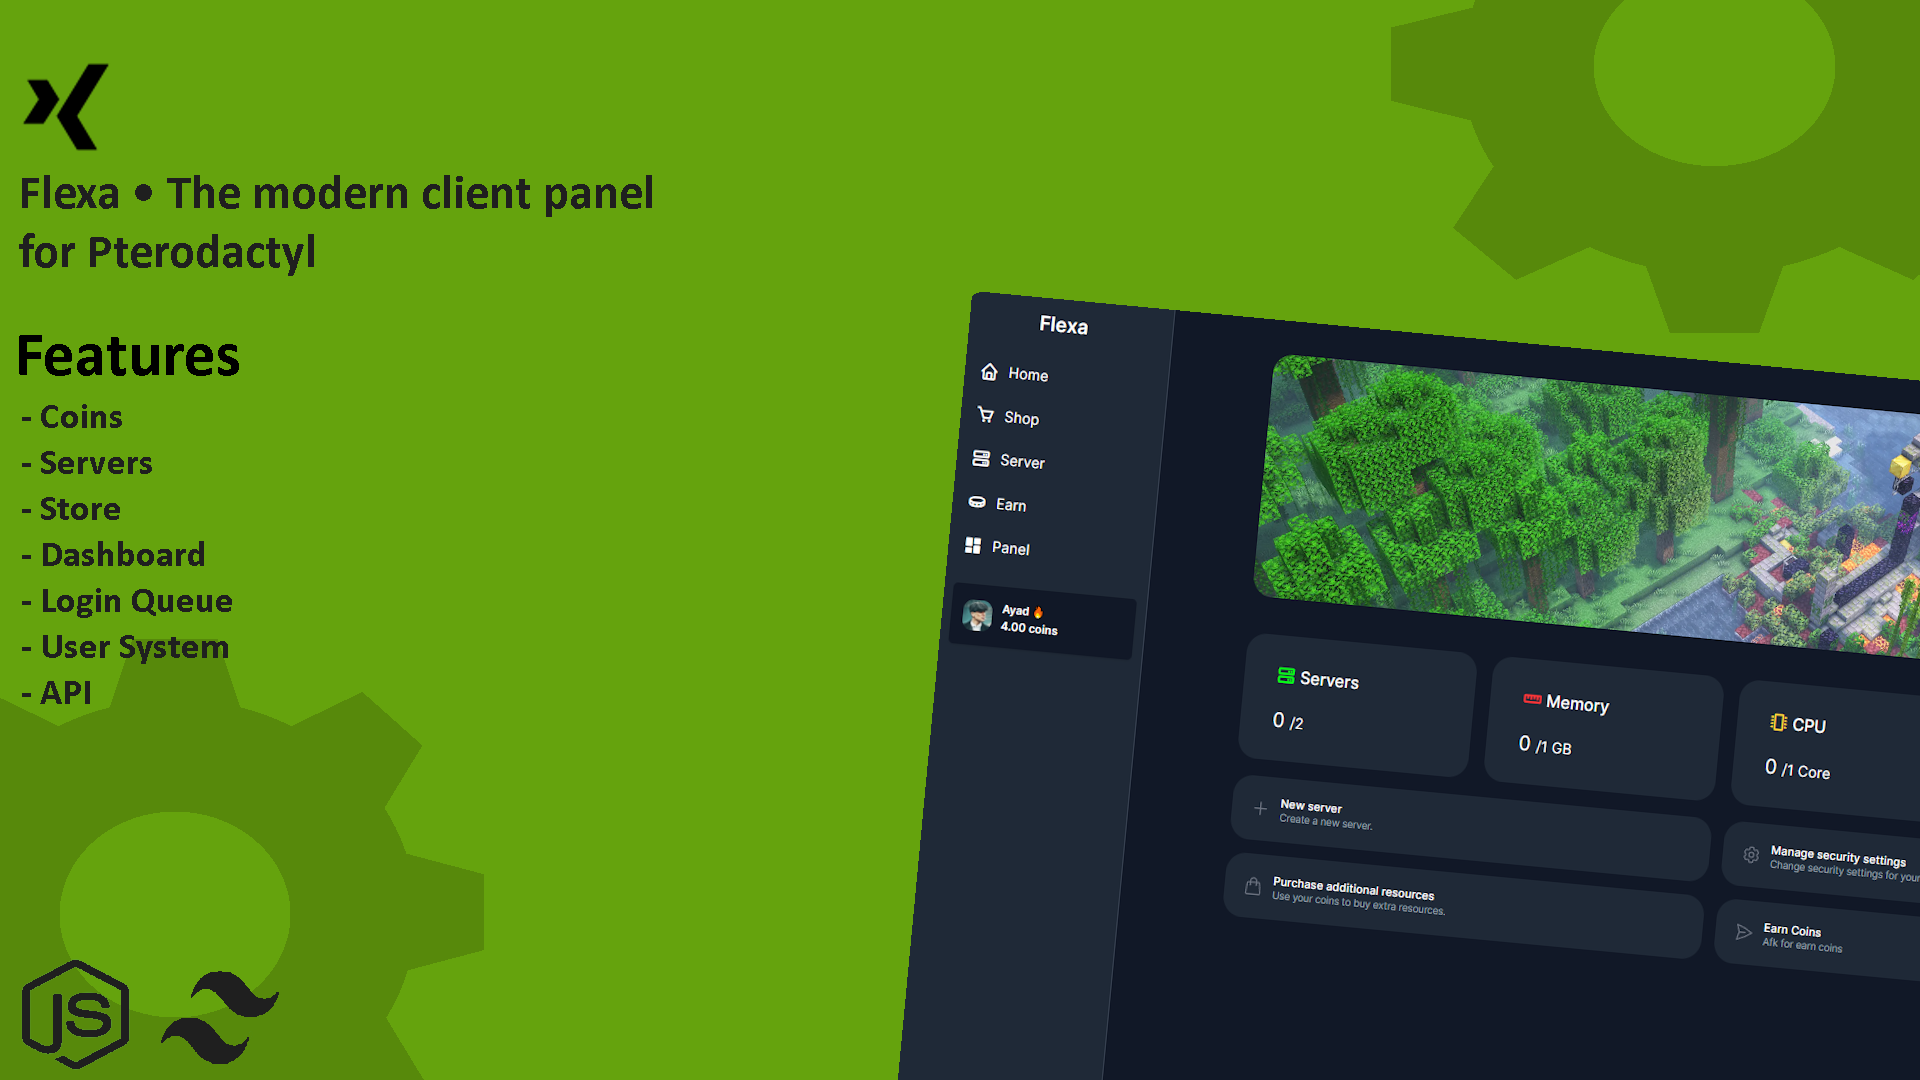 Flexa • The modern client panel
for Pterodactyl
Features
- Coins
- Servers
- Store
- Dashboard
- Login Queue
- User System
- API
JS
Flexa
Home
Shop
Server
Earn
Panel
Ayad 🔥
4.00 coins
Servers
0 /2
Memory
0 /1 GB
CPU
0 /1 Core
New server
Create a new server.
Manage security settings
Change security settings for your
Purchase additional resources
Use your coins to buy extra resources.
Earn Coins
Afk for earn coins